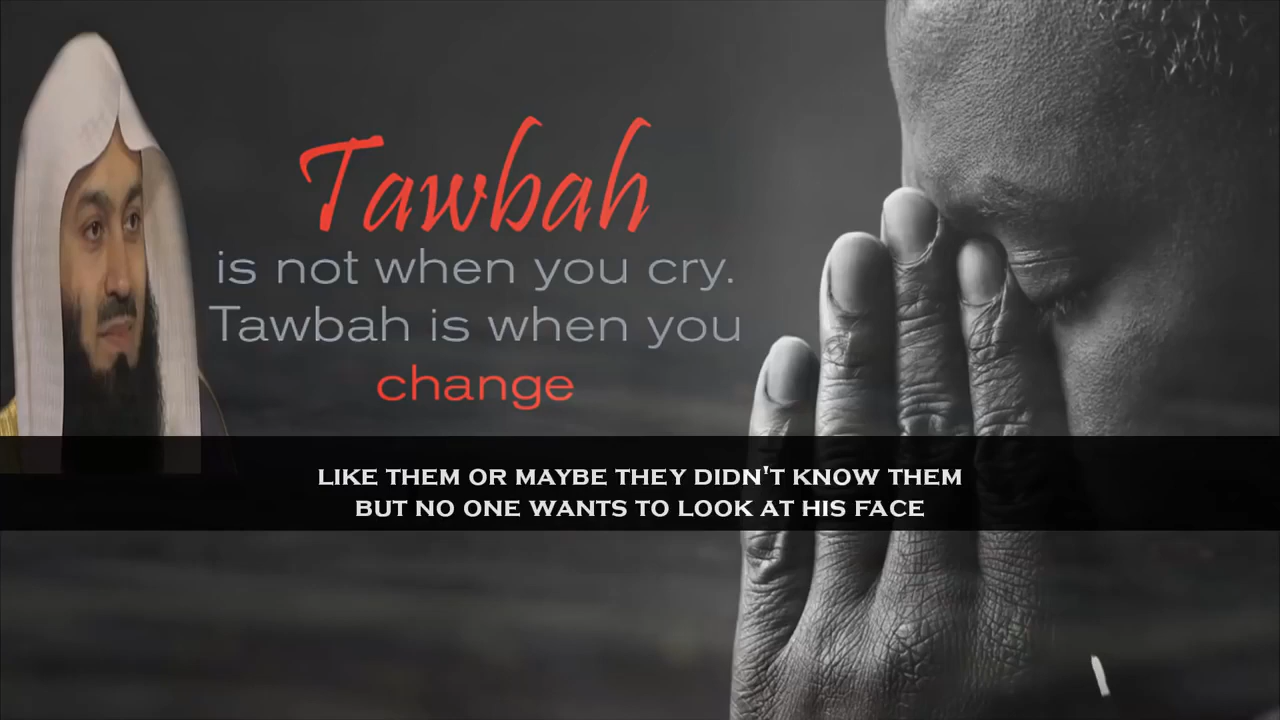 Tawbah
is not when you cry.
Tawbah is when you
change
LIKE THEM OR MAYBE THEY DIDN'T KNOW THEM
BUT NO ONE WANTS TO LOOK AT HIS FACE